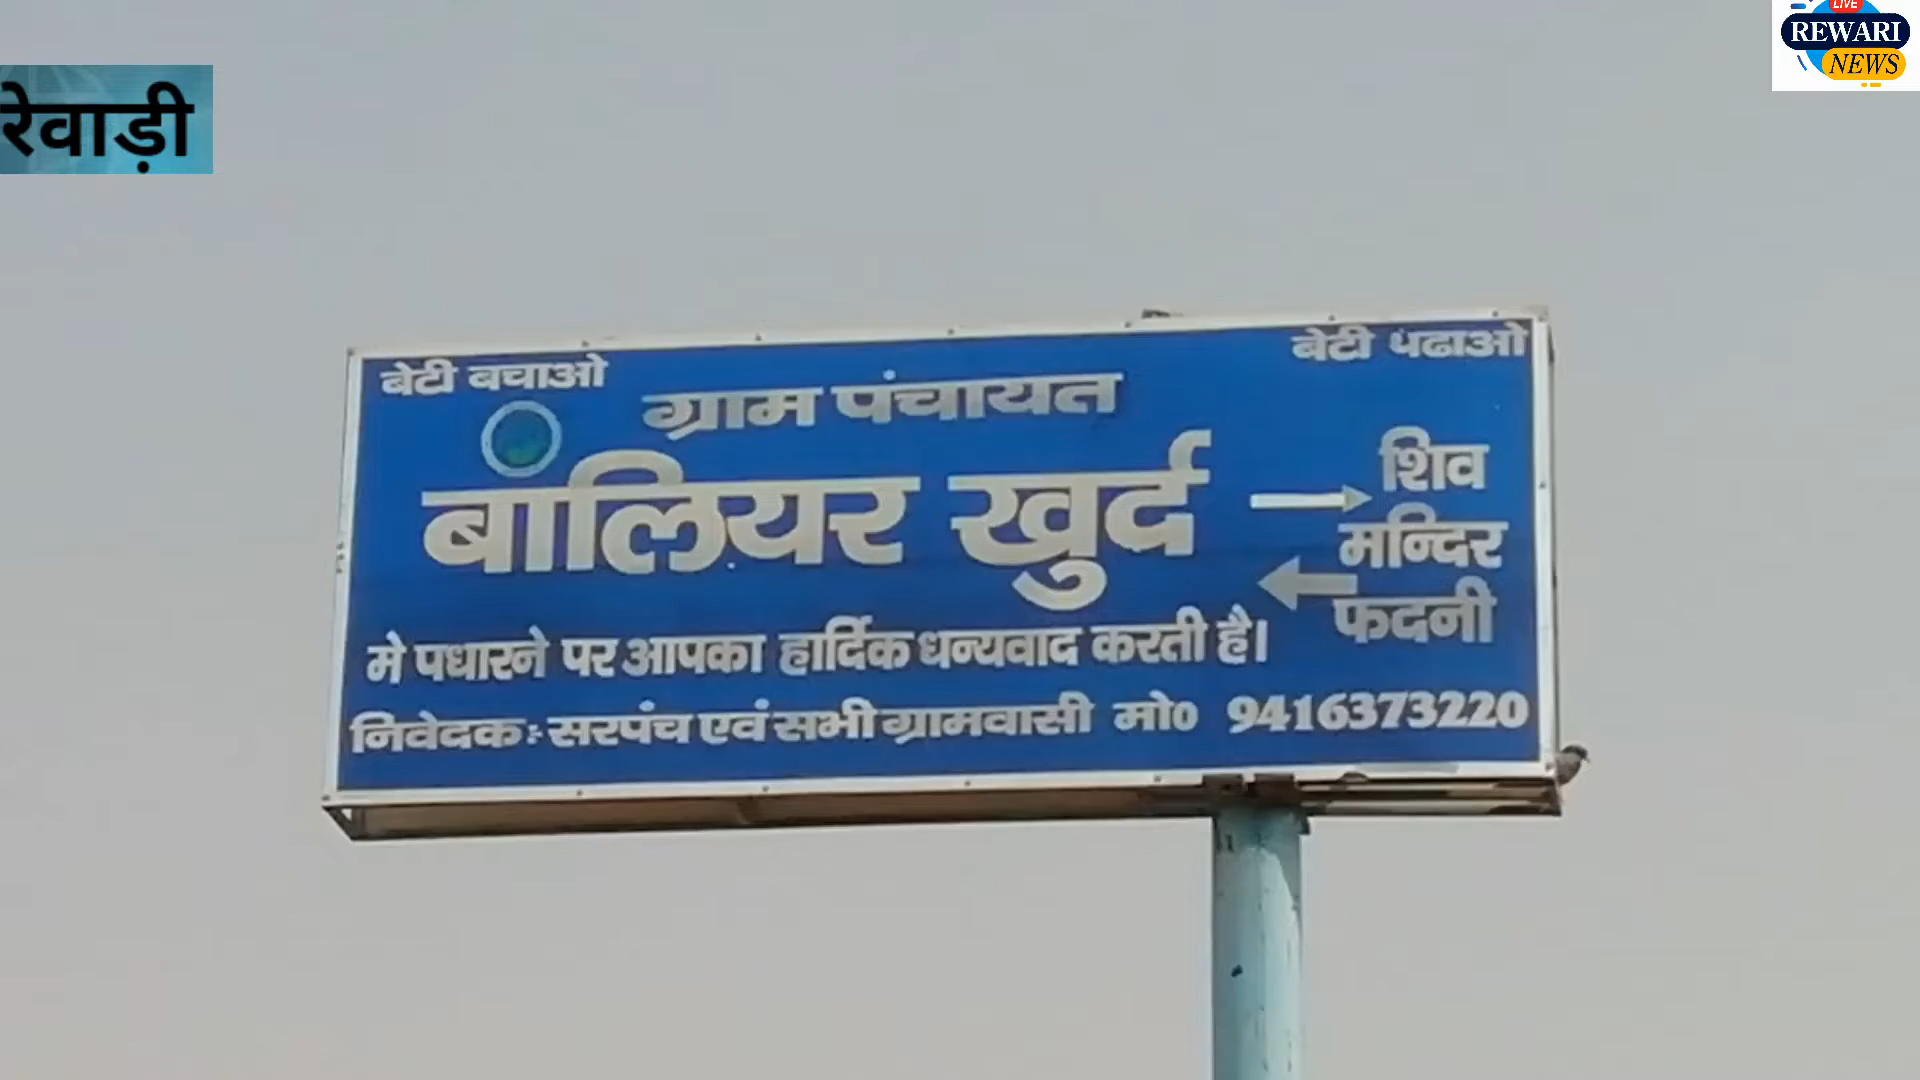 LIVE
REWARI
NEWS
रेवाड़ी
बेटी बचाओ
बेटी पढाओ
ग्राम पंचायत
बालियर खुर्द
शिव
मन्दिर
फदनी
मे पधारने पर आपका हार्दिक धन्यवाद करती है।
निवेदकः- सरपंच एवं सभी ग्रामवासी मो0 9416373220